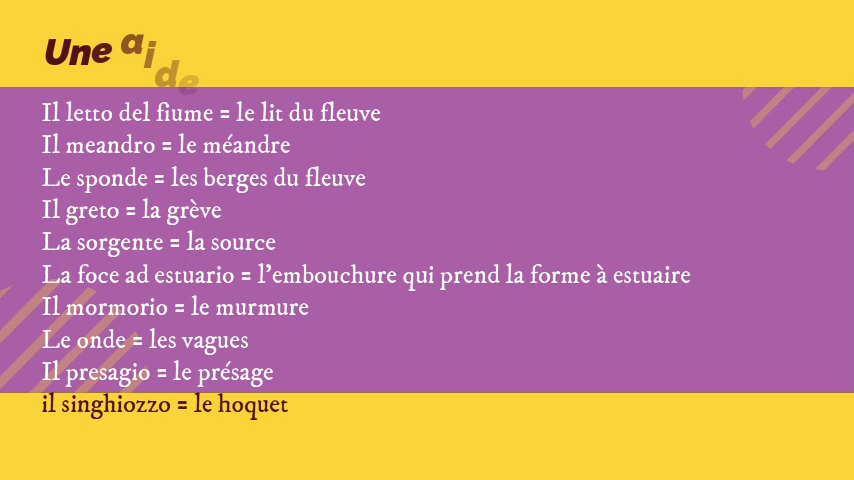 Une aide
Il letto del fiume = le lit du fleuve
Il meandro = le méandre
Le sponde = les berges du fleuve
Il greto = la grève
La sorgente = la source
La foce ad estuario = l'embouchure qui prend la forme à estuaire
Il mormorio = le murmure
Le onde = les vagues
Il presagio = le présage
il singhiozzo = le hoquet